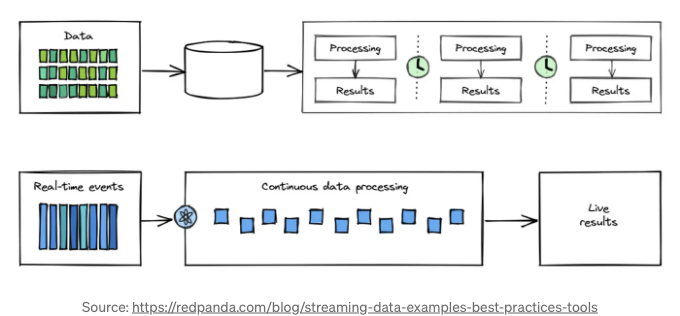 Data
Processing
Processing
Processing
Results
Results
Results
Real-time events
Continuous data processing
Live
results
Source: https://redpanda.com/blog/streaming-data-examples-best-practices-tools